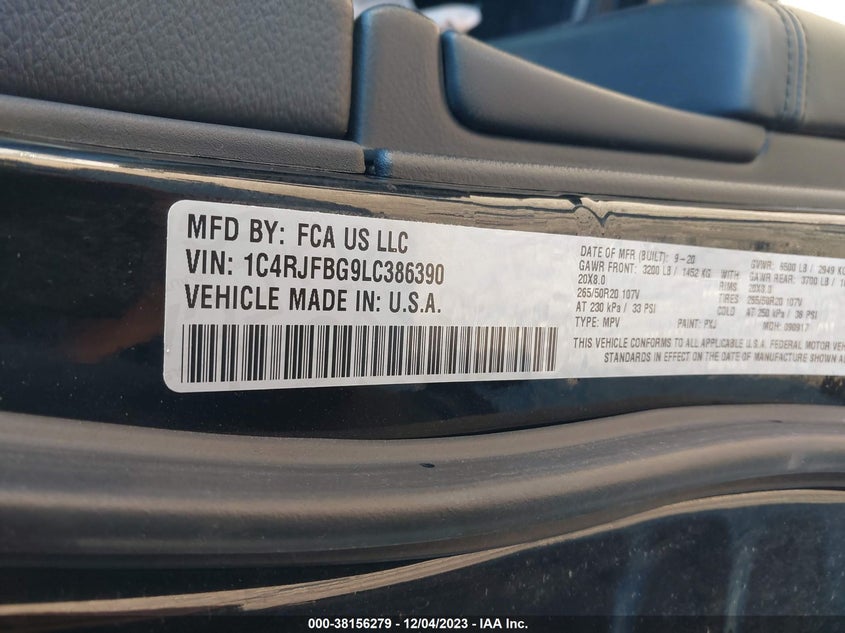 MFD BY: FCA US LLC
VIN: 1C4RJFBG9LC386390
VEHICLE MADE IN: U.S.A.
DATE OF MFR (BUILT): 9-20 GVWR: 6500 LB / 2949 KG
GAWR FRONT: 3200 LB / 1452 KG WITH GAWR REAR: 3700 LB /
20X8.0 RIMS 20X8.0
265/50R20 107V TIRES 265/50R20 107V
AT 230 kPa / 33 PSI COLD AT 250 kPa / 36 PSI
TYPE: MPV PAINT: PXJ MDH: 090917
THIS VEHICLE CONFORMS TO ALL APPLICABLE U.S.A. FEDERAL MOTOR
STANDARDS IN EFFECT ON THE DATE OF MANUFACTURE SHOWN
000-38156279 - 12/04/2023 - IAA Inc.